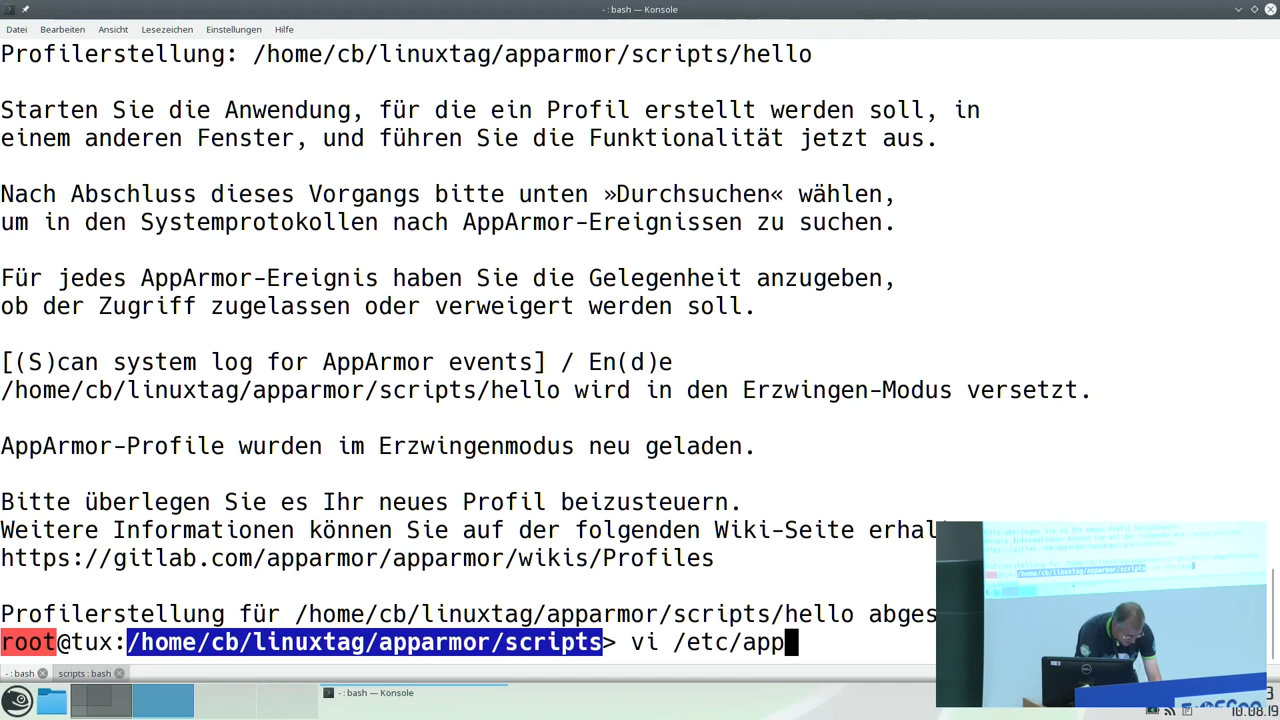 - : bash — Konsole
Datei Bearbeiten Ansicht Lesezeichen Einstellungen Hilfe
Profilerstellung: /home/cb/linuxtag/apparmor/scripts/hello
Starten Sie die Anwendung, für die ein Profil erstellt werden soll, in
einem anderen Fenster, und führen Sie die Funktionalität jetzt aus.
Nach Abschluss dieses Vorgangs bitte unten »Durchsuchen« wählen,
um in den Systemprotokollen nach AppArmor-Ereignissen zu suchen.
Für jedes AppArmor-Ereignis haben Sie die Gelegenheit anzugeben,
ob der Zugriff zugelassen oder verweigert werden soll.
[(S)can system log for AppArmor events] / En(d)e
/home/cb/linuxtag/apparmor/scripts/hello wird in den Erzwingen-Modus versetzt.
AppArmor-Profile wurden im Erzwingenmodus neu geladen.
Bitte überlegen Sie es Ihr neues Profil beizusteuern.
Weitere Informationen können Sie auf der folgenden Wiki-Seite erhal
https://gitlab.com/apparmor/apparmor/wikis/Profiles
Profilerstellung für /home/cb/linuxtag/apparmor/scripts/hello abges
root@tux:/home/cb/linuxtag/apparmor/scripts> vi /etc/app
- : bash scripts : bash
- : bash — Konsole
DELL
10.08.19